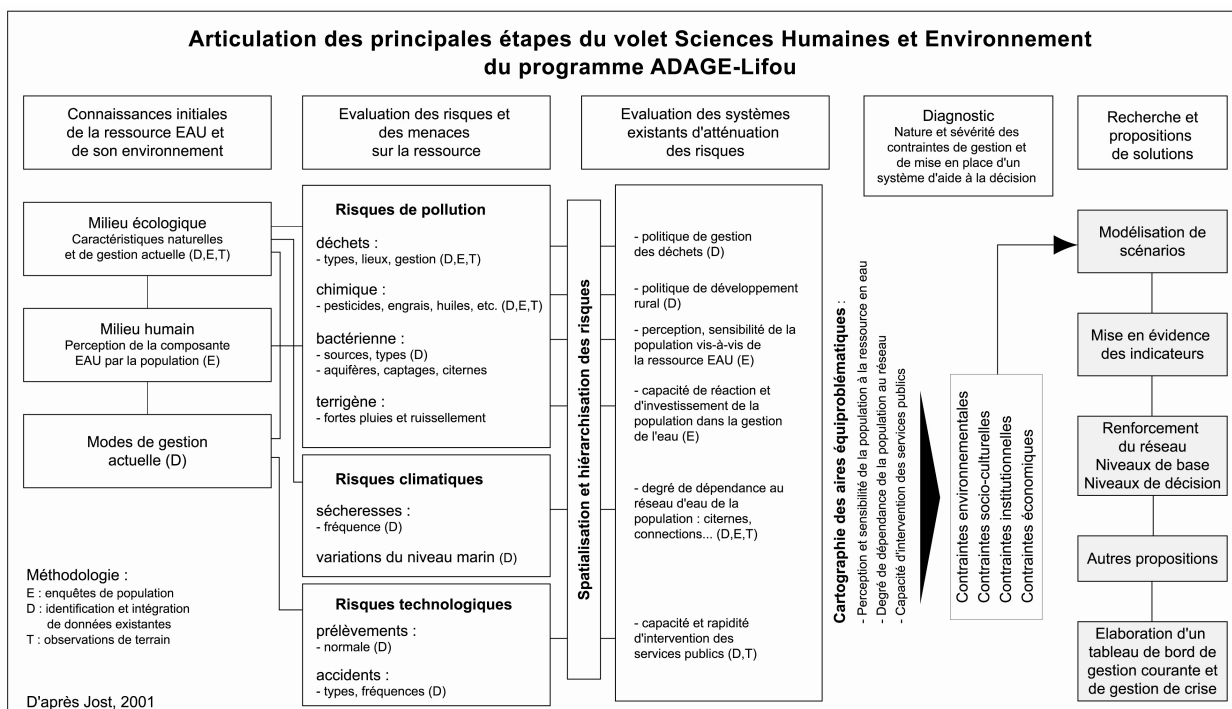 Articulation des principales étapes du volet Sciences Humaines et Environnement
du programme ADAGE-Lifou
Connaissances initiales
de la ressource EAU et
de son environnement
Evaluation des risques et
des menaces
sur la ressource
Evaluation des systèmes
existants d'atténuation
des risques
Diagnostic
Nature et sévérité des
contraintes de gestion et
de mise en place d'un
système d'aide à la décision
Recherche et
propositions
de solutions
Milieu écologique
Caractéristiques naturelles
et de gestion actuelle (D,E,T)
Milieu humain
Perception de la composante
EAU par la population (E)
Modes de gestion
actuelle (D)
Méthodologie :
E : enquêtes de population
D : identification et intégration
de données existantes
T : observations de terrain
D'après Jost, 2001
Risques de pollution
déchets :
- types, lieux, gestion (D,E,T)
chimique :
- pesticides, engrais, huiles, etc. (D,E,T)
bactérienne :
- sources, types (D)
- aquifères, captages, citernes
terrigène :
- fortes pluies et ruissellement
Risques climatiques
sécheresses :
- fréquence (D)
variations du niveau marin (D)
Risques technologiques
prélèvements :
- normale (D)
accidents :
- types, fréquences (D)
Spatialisation et hiérarchisation des risques
- politique de gestion
des déchets (D)
- politique de développement
rural (D)
- perception, sensibilité de la
population vis-à-vis de
la ressource EAU (E)
- capacité de réaction et
d'investissement de la
population dans la gestion
de l'eau (E)
- degré de dépendance au
réseau d'eau de la
population : citernes,
connections... (D,E,T)
- capacité et rapidité
d'intervention des
services publics (D,T)
Cartographie des aires équiproblématiques :
- Perception et sensibilité de la population à la ressource en eau
- Degré de dépendance de la population au réseau
- Capacité d'intervention des services publics
Contraintes environnementales
Contraintes socio-culturelles
Contraintes institutionnelles
Contraintes économiques
Modélisation de
scénarios
Mise en évidence
des indicateurs
Renforcement
du réseau
Niveaux de base
Niveaux de décision
Autres propositions
Elaboration d'un
tableau de bord de
gestion courante et
de gestion de crise